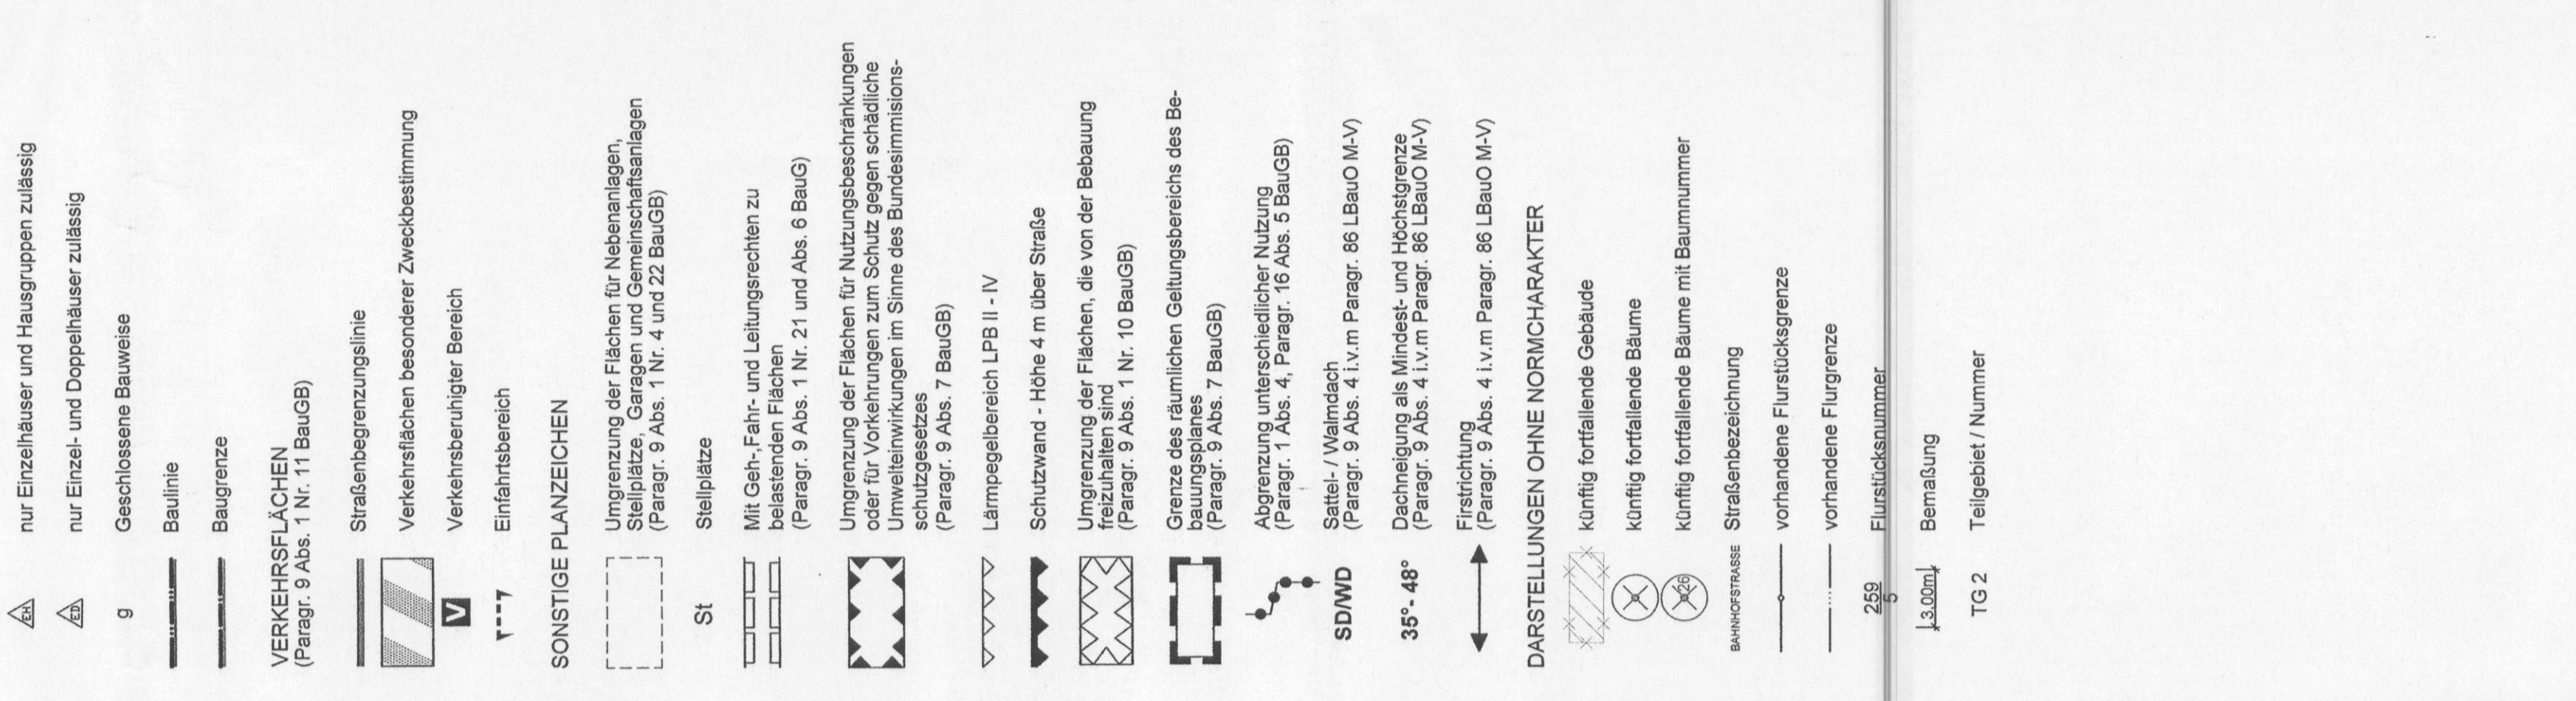 EH nur Einzelhäuser und Hausgruppen zulässig
ED nur Einzel- und Doppelhäuser zulässig
g Geschlossene Bauweise
Baulinie
Baugrenze
VERKEHRSFLÄCHEN
(Paragr. 9 Abs. 1 Nr. 11 BauGB)
Straßenbegrenzungslinie
Verkehrsflächen besonderer Zweckbestimmung
V Verkehrsberuhigter Bereich
Einfahrtsbereich
SONSTIGE PLANZEICHEN
Umgrenzung der Flächen für Nebenanlagen,
Stellplätze, Garagen und Gemeinschaftsanlagen
(Paragr. 9 Abs. 1 Nr. 4 und 22 BauGB)
St Stellplätze
Mit Geh-,Fahr- und Leitungsrechten zu
belastenden Flächen
(Paragr. 9 Abs. 1 Nr. 21 und Abs. 6 BauG)
Umgrenzung der Flächen für Nutzungsbeschränkungen
oder für Vorkehrungen zum Schutz gegen schädliche
Umwelteinwirkungen im Sinne des Bundesimmisions-
schutzgesetzes
(Paragr. 9 Abs. 7 BauGB)
Lärmpegelbereich LPB II - IV
Schutzwand - Höhe 4 m über Straße
Umgrenzung der Flächen, die von der Bebauung
freizuhalten sind
(Paragr. 9 Abs. 1 Nr. 10 BauGB)
Grenze des räumlichen Geltungsbereichs des Be-
bauungsplanes
(Paragr. 9 Abs. 7 BauGB)
Abgrenzung unterschiedlicher Nutzung
(Paragr. 1 Abs. 4, Paragr. 16 Abs. 5 BauGB)
SD/WD Sattel- / Walmdach
(Paragr. 9 Abs. 4 i.v.m Paragr. 86 LBauO M-V)
35°- 48° Dachneigung als Mindest- und Höchstgrenze
(Paragr. 9 Abs. 4 i.v.m Paragr. 86 LBauO M-V)
Firstrichtung
(Paragr. 9 Abs. 4 i.v.m Paragr. 86 LBauO M-V)
DARSTELLUNGEN OHNE NORMCHARAKTER
künftig fortfallende Gebäude
künftig fortfallende Bäume
26 künftig fortfallende Bäume mit Baumnummer
BAHNHOFSTRASSE Straßenbezeichnung
vorhandene Flurstücksgrenze
vorhandene Flurgrenze
259 Flurstücksnummer
5
3.00m Bemaßung
TG 2 Teilgebiet / Nummer